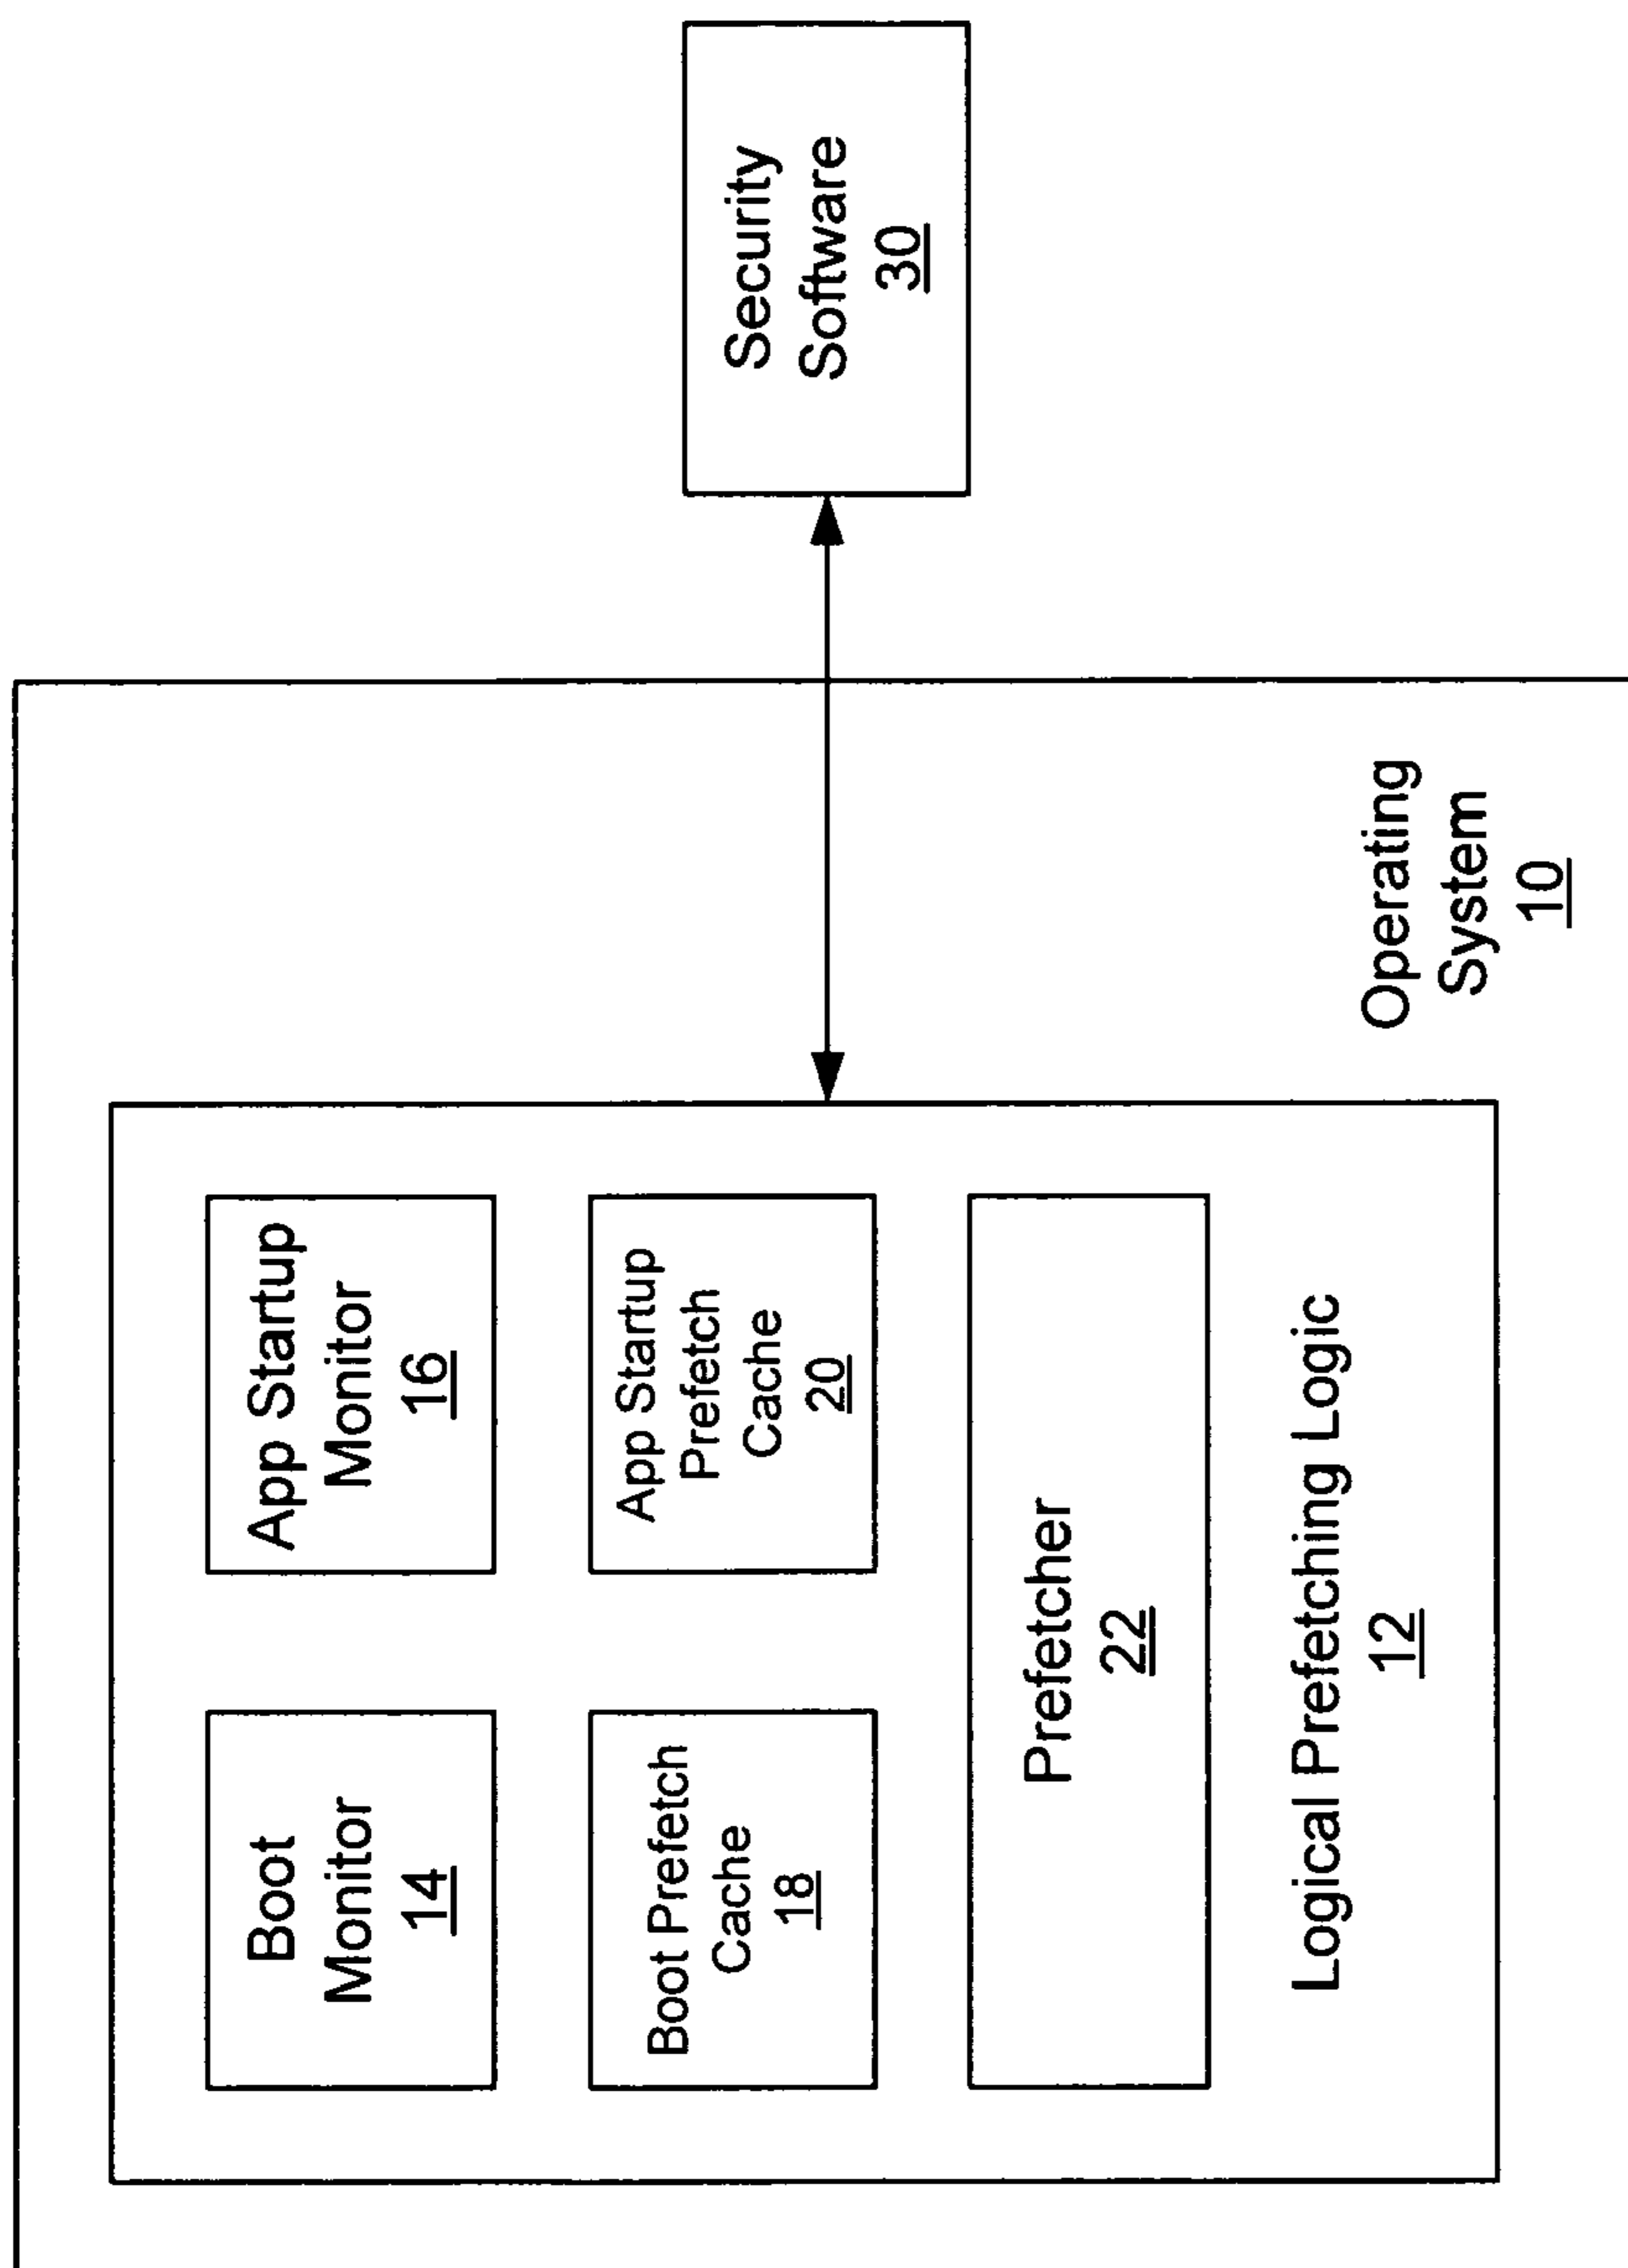 Boot
Monitor
14
App Startup
Monitor
16
Boot Prefetch
Cache
18
App Startup
Prefetch
Cache
20
Prefetcher
22
Logical Prefetching Logic
12
Operating
System
10
Security
Software
30